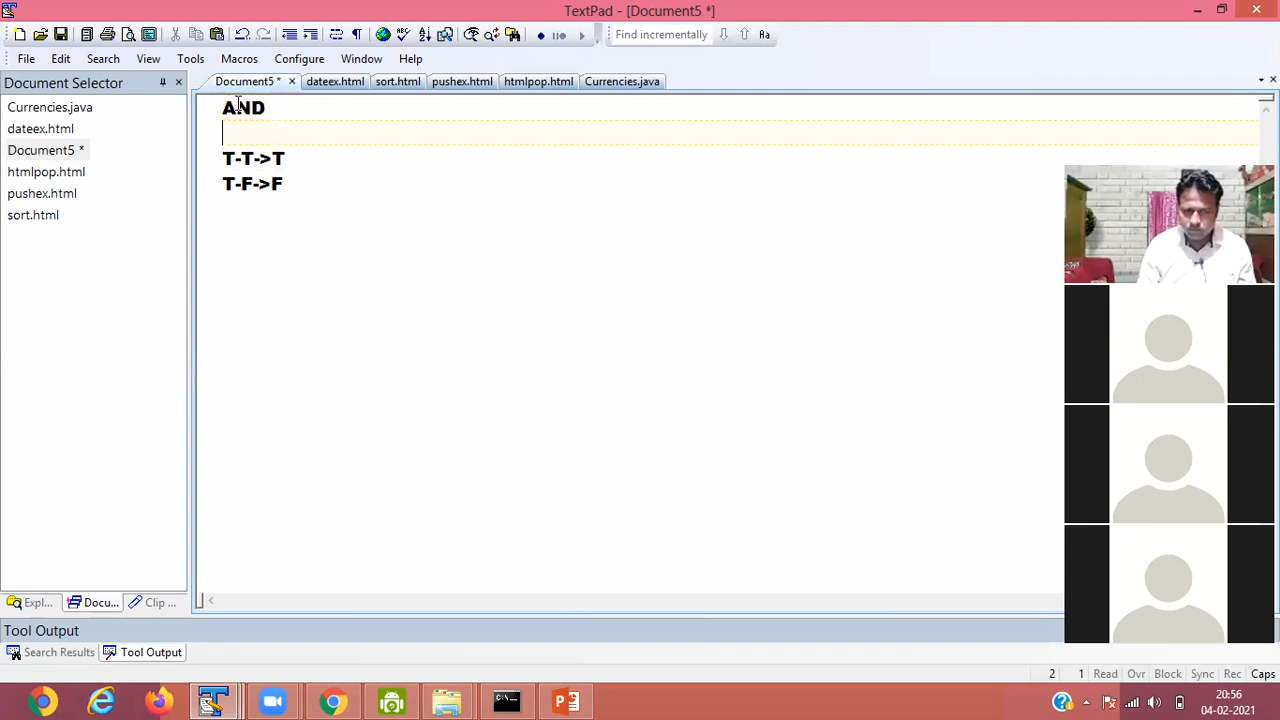 TextPad - [Document5 *]
Find incrementally
File Edit Search View Tools Macros Configure Window Help
Document Selector
Document5 * dateex.html sort.html pushex.html htmlpop.html Currencies.java
Currencies.java
dateex.html
Document5 *
htmlpop.html
pushex.html
sort.html
AND
T-T->T
T-F->F
Expl... Docu... Clip ...
Tool Output
Search Results Tool Output
2 1 Read Ovr Block Sync Rec Caps
20:56
04-02-2021